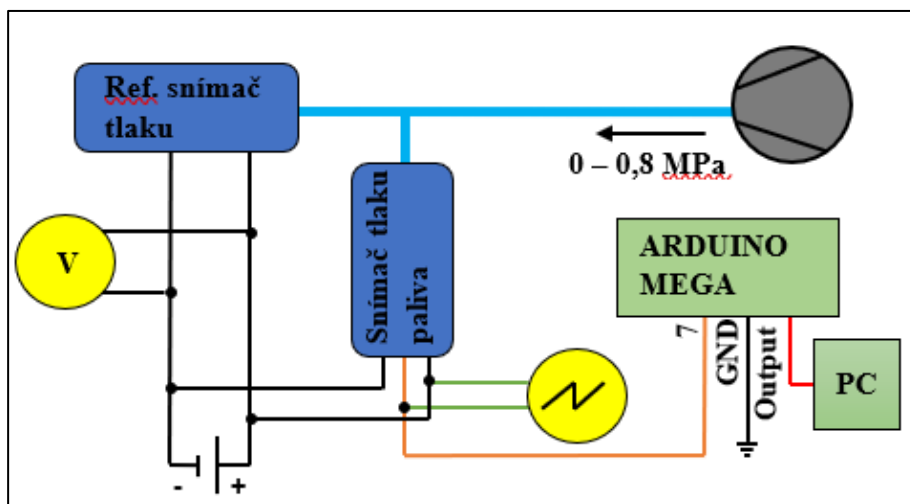 Ref. snímač
tlaku
0 – 0,8 MPa
V
Snímač tlaku
paliva
ARDUINO
MEGA
7
GND
Output
PC
- +